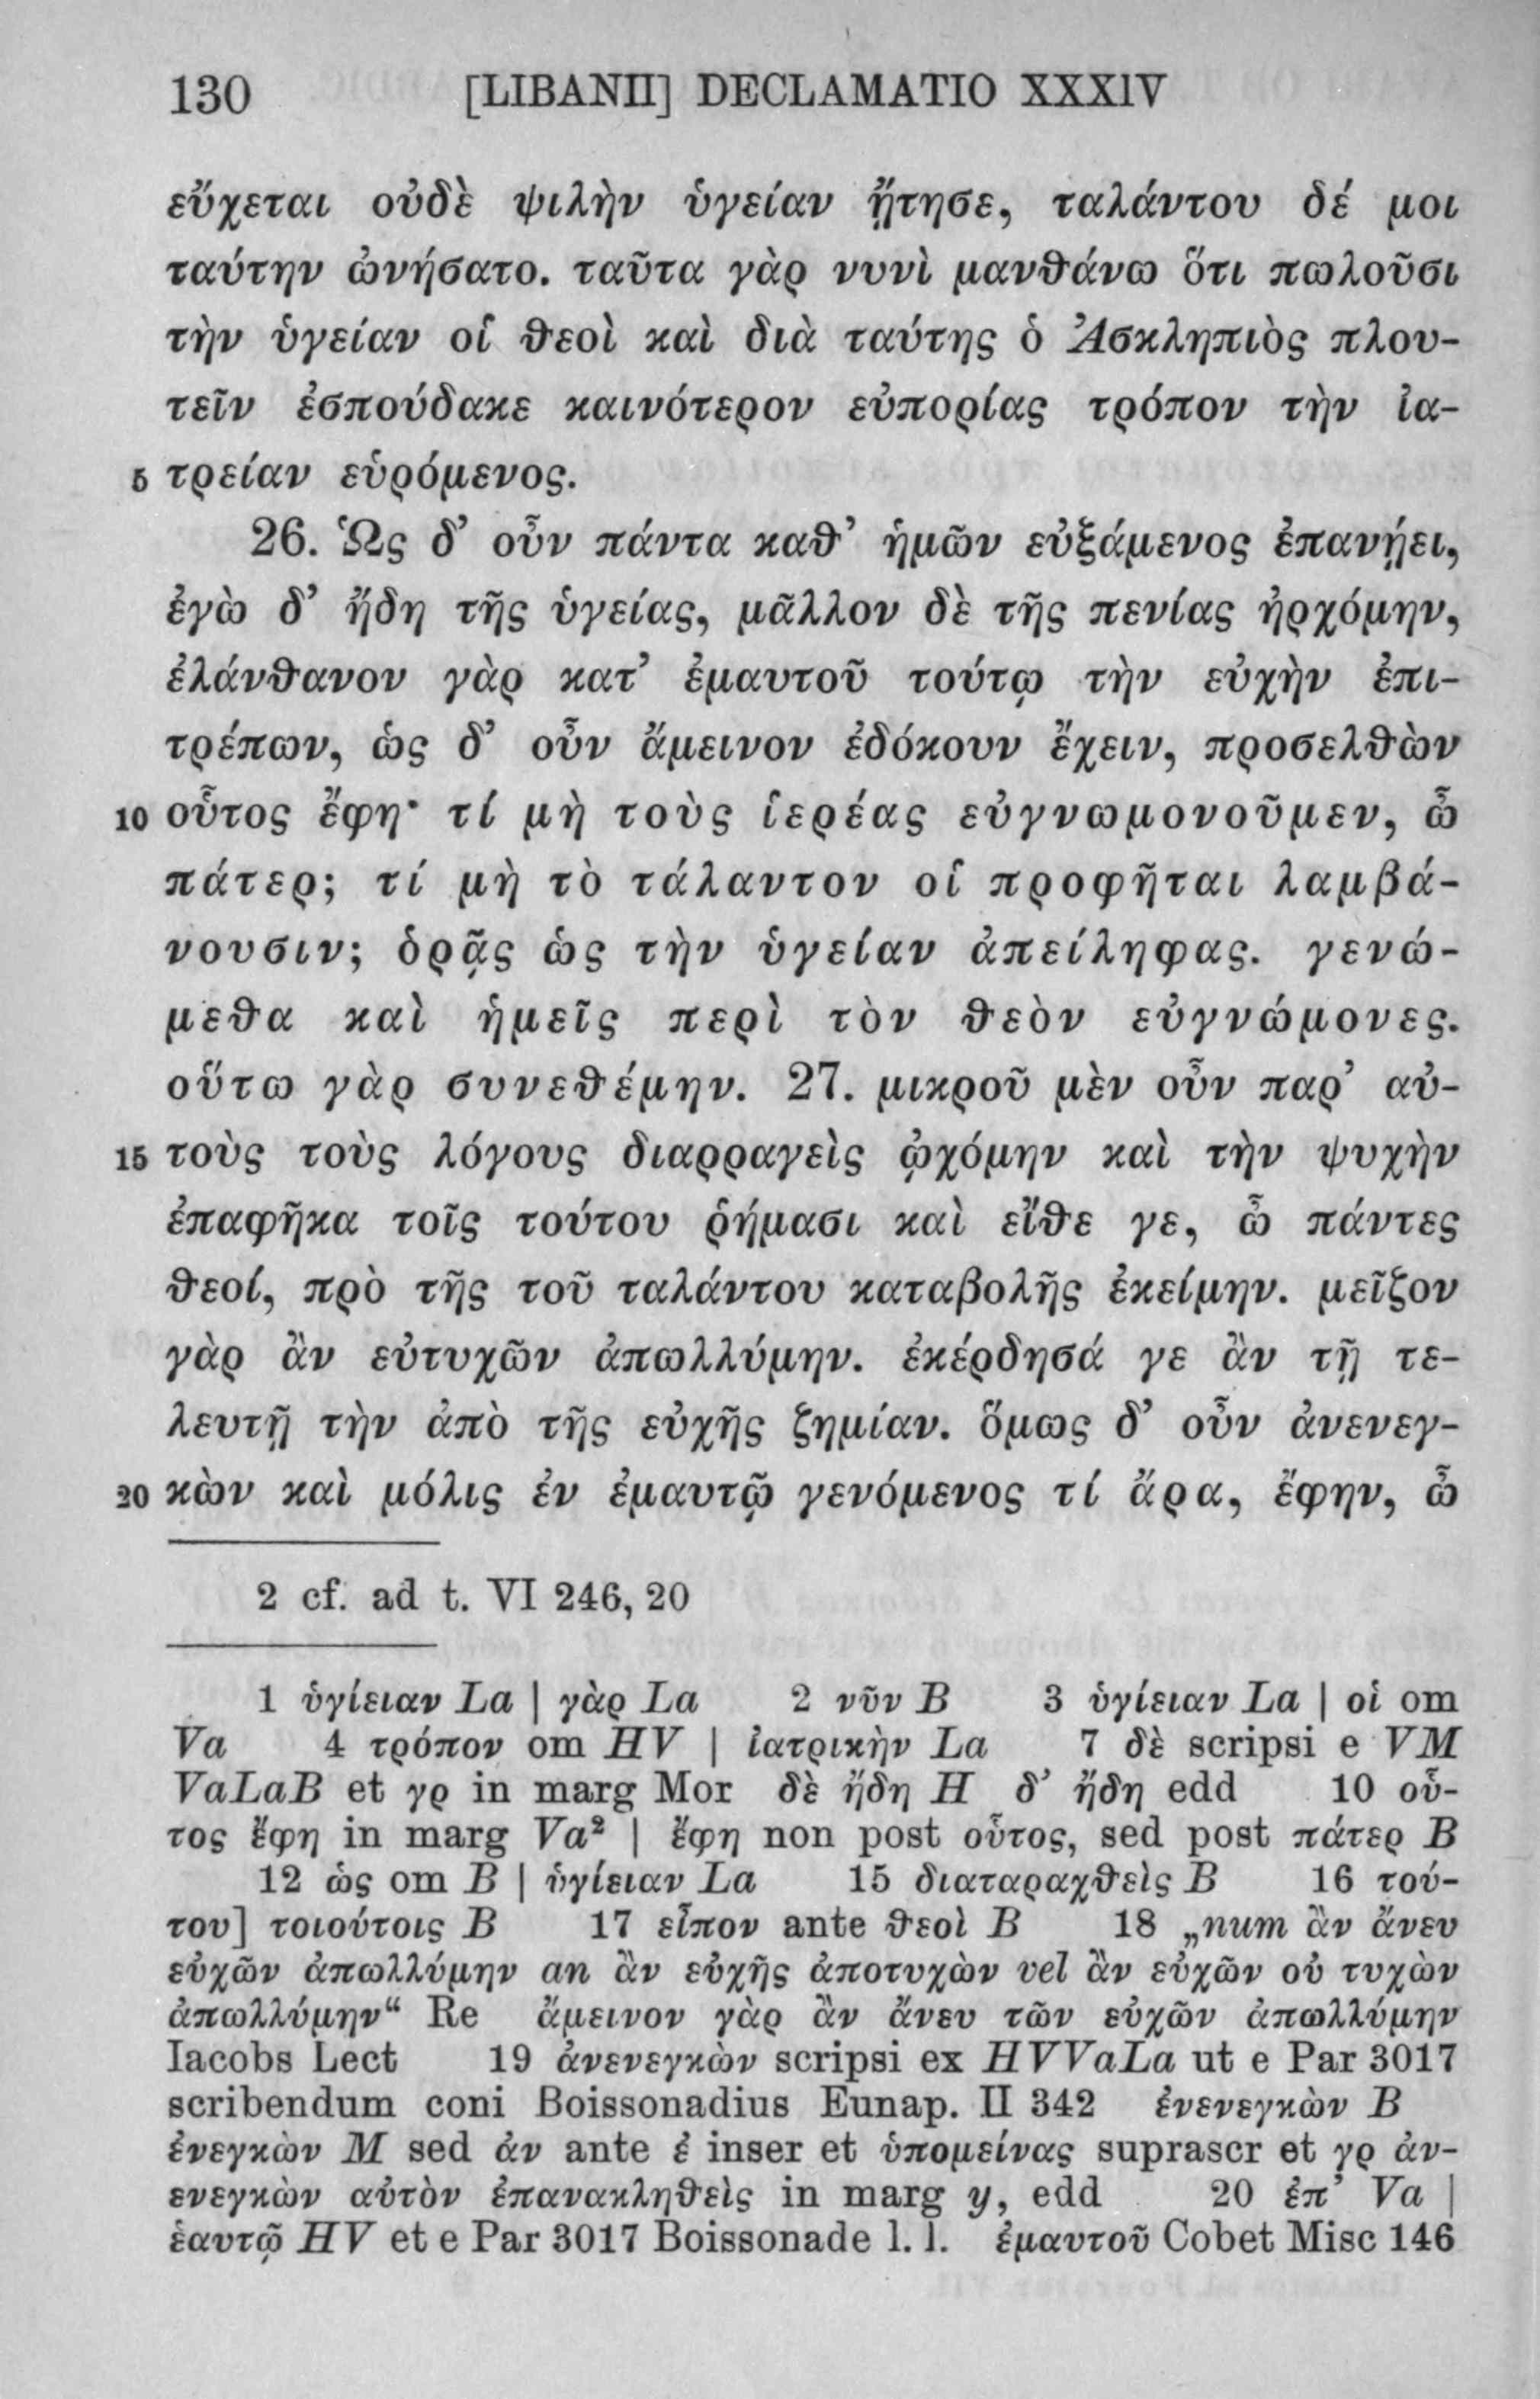 130 [LIBANII] DECLAMATIO XXXIV
εὔχεται οὐδὲ ψιλὴν ὑγείαν ᾔτησε, ταλάντου δέ μοι
ταύτην ὠνήσατο. ταῦτα γὰρ νυνὶ μανθάνω ὅτι πωλοῦσι
τὴν ὑγείαν οἱ θεοὶ καὶ διὰ ταύτης ὁ Ἀσκληπιὸς πλου-
τεῖν ἐσπούδακε καινότερον εὐπορίας τρόπον τὴν ἰα-
5 τρείαν εὑρόμενος.
26. Ὡς δ’ οὖν πάντα καθ’ ἡμῶν εὐξάμενος ἐπανῄει,
ἐγὼ δ’ ἤδη τῆς ὑγείας, μᾶλλον δὲ τῆς πενίας ἠρχόμην,
ἐλάνθανον γὰρ κατ’ ἐμαυτοῦ τούτῳ τὴν εὐχὴν ἐπι-
τρέπων, ὡς δ’ οὖν ἄμεινον ἐδόκουν ἔχειν, προσελθὼν
10 οὗτος ἔφη· τί μὴ τοὺς ἱερέας εὐγνωμονοῦμεν, ὦ
πάτερ; τί μὴ τὸ τάλαντον οἱ προφῆται λαμβά-
νουσιν; ὁρᾷς ὡς τὴν ὑγείαν ἀπείληφας. γενώ-
μεθα καὶ ἡμεῖς περὶ τὸν θεὸν εὐγνώμονες.
οὕτω γὰρ συνεθέμην. 27. μικροῦ μὲν οὖν παρ’ αὐ-
15 τοὺς τοὺς λόγους διαρραγεὶς ᾠχόμην καὶ τὴν ψυχὴν
ἐπαφῆκα τοῖς τούτου ῥήμασι καὶ εἴθε γε, ὦ πάντες
θεοί, πρὸ τῆς τοῦ ταλάντου καταβολῆς ἐκείμην. μεῖζον
γὰρ ἂν εὐτυχῶν ἀπωλλύμην. ἐκέρδησά γε ἂν τῇ τε-
λευτῇ τὴν ἀπὸ τῆς εὐχῆς ζημίαν. ὅμως δ’ οὖν ἀνενεγ-
20 κὼν καὶ μόλις ἐν ἐμαυτῷ γενόμενος τί ἄρα, ἔφην, ὦ
2 cf. ad t. VI 246, 20
1 ὑγίειαν La | γὰρ La 2 νῦν B 3 ὑγίειαν La | οἱ om
Va 4 τρόπον om HV | ἰατρικὴν La 7 δὲ scripsi e VM
VaLaB et γρ in marg Mor δὲ ἤδη H δ’ ἤδη edd 10 οὗ-
τος ἔφη in marg Va² | ἔφη non post οὗτος, sed post πάτερ B
12 ὡς om B | ὑγίειαν La 15 διαταραχθεὶς B 16 τού-
του] τοιούτοις B 17 εἶπον ante θεοὶ B 18 „num ἂν ἄνευ
εὐχῶν ἀπωλλύμην an ἂν εὐχῆς ἀποτυχὼν vel ἂν εὐχῶν οὐ τυχὼν
ἀπωλλύμην“ Re ἄμεινον γὰρ ἂν ἄνευ τῶν εὐχῶν ἀπωλλύμην
Iacobs Lect 19 ἀνενεγκὼν scripsi ex HVVaLa ut e Par 3017
scribendum coni Boissonadius Eunap. II 342 ἐνενεγκὼν B
ἐνεγκὼν M sed ἀν ante ἐ inser et ὑπομείνας suprascr et γρ ἀν-
ενεγκὼν αὐτὸν ἐπανακληθεὶς in marg y, edd 20 ἐπ’ Va |
ἑαυτῷ HV et e Par 3017 Boissonade l. l. ἐμαυτοῦ Cobet Misc 146